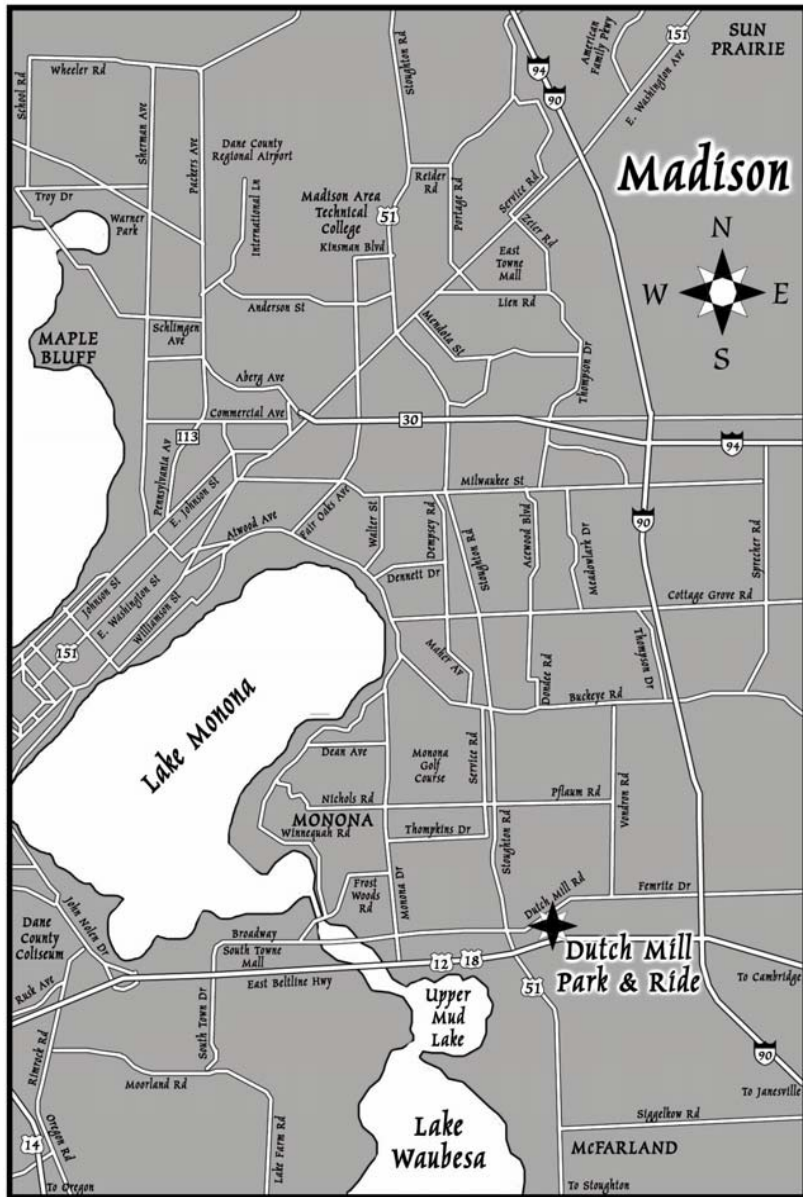 SUN
PRAIRIE
151
American
Family Pkwy
E. Washington Ave
94
90
Stoughton Rd
Wheeler Rd
School Rd
Sherman Ave
Packers Ave
Dane County
Regional Airport
International Ln
Madison Area
Technical
College
Kinsman Blvd
51
Reider
Rd
Portage Rd
Service Rd
Zeier Rd
East
Towne
Mall
Madison
N
W
E
S
Troy Dr
Warner
Park
Anderson St
Lien Rd
Mendota St
Thompson Dr
MAPLE
BLUFF
Schlimgen
Ave
Aberg Ave
Commercial Ave
30
94
113
Pennsylvania Av
E. Johnson St
Atwood Ave
Fair Oaks Ave
Milwaukee St
Walter St
Dempsey Rd
Stoughton Rd
Acewood Blvd
Meadowlark Dr
90
Sprecher Rd
Dennett Dr
Cottage Grove Rd
Johnson St
E. Washington St
Williamson St
151
Maher Av
Dondee Rd
Thompson Dr
Buckeye Rd
Lake Monona
Dean Ave
Monona
Golf
Course
Service Rd
Nichols Rd
Pflaum Rd
Vondron Rd
MONONA
Winnequah Rd
Thompkins Dr
Stoughton Rd
Frost
Woods
Rd
Monona Dr
Dutch Mill Rd
Femrite Dr
John Nolen Dr
Dane
County
Coliseum
Broadway
South Towne
Mall
12
18
East Beltline Hwy
Dutch Mill
Park & Ride
To Cambridge
Rusk Ave
Rimrock Rd
South Town Dr
51
Upper
Mud
Lake
90
To Janesville
Moorland Rd
Lake Farm Rd
Siggelkow Rd
14
Oregon Rd
Lake
Waubesa
McFARLAND
To Oregon
To Stoughton